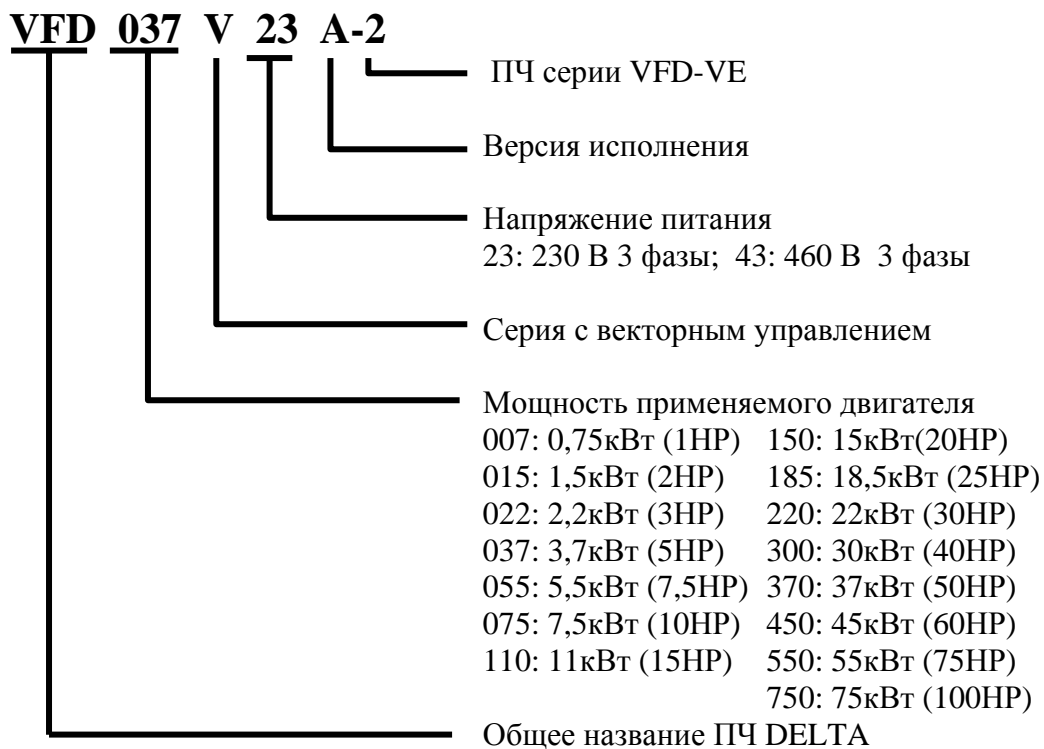 VFD 037 V 23 A-2
ПЧ серии VFD-VE
Версия исполнения
Напряжение питания
23: 230 В 3 фазы; 43: 460 В 3 фазы
Серия с векторным управлением
Мощность применяемого двигателя
007: 0,75кВт (1HP) 150: 15кВт(20HP)
015: 1,5кВт (2HP) 185: 18,5кВт (25HP)
022: 2,2кВт (3HP) 220: 22кВт (30HP)
037: 3,7кВт (5HP) 300: 30кВт (40HP)
055: 5,5кВт (7,5HP) 370: 37кВт (50HP)
075: 7,5кВт (10HP) 450: 45кВт (60HP)
110: 11кВт (15HP) 550: 55кВт (75HP)
750: 75кВт (100HP)
Общее название ПЧ DELTA